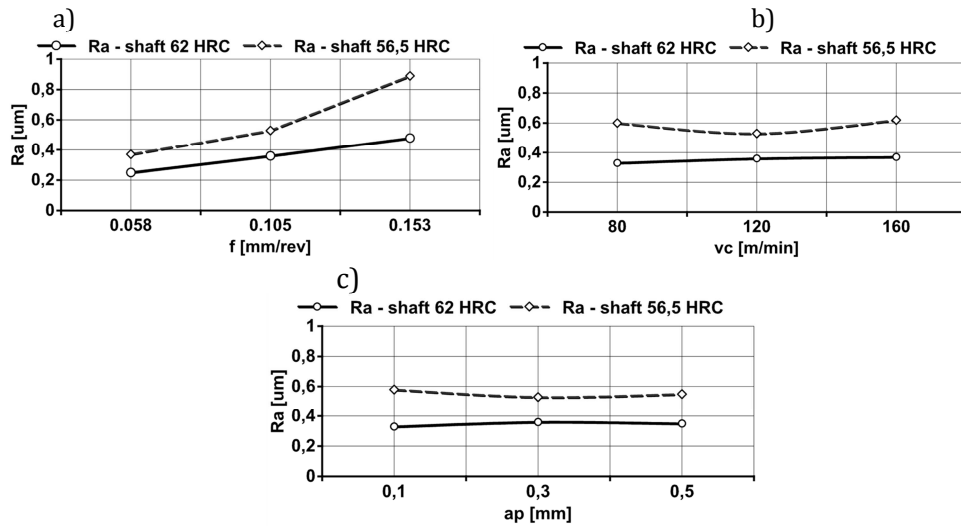 a)
Ra - shaft 62 HRC Ra - shaft 56,5 HRC
1
0,8
0,6
0,4
0,2
0
Ra [um]
0.058 0.105 0.153
f [mm/rev]
b)
Ra - shaft 62 HRC Ra - shaft 56,5 HRC
1
0,8
0,6
0,4
0,2
0
Ra [um]
80 120 160
vc [m/min]
c)
Ra - shaft 62 HRC Ra - shaft 56,5 HRC
1
0,8
0,6
0,4
0,2
0
Ra [um]
0,1 0,3 0,5
ap [mm]